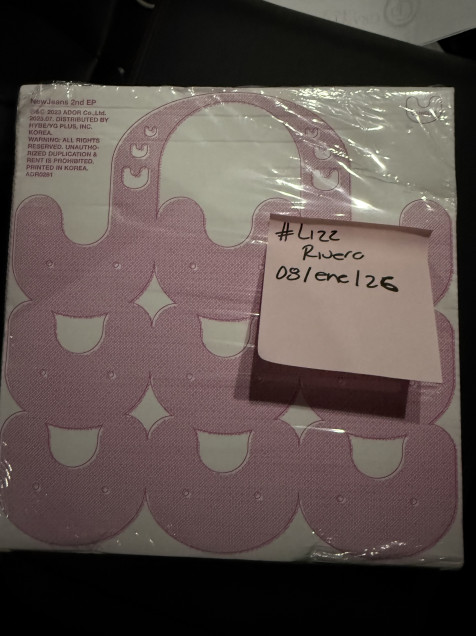 NewJeans 2nd EP
℗&© 2023 ADOR Co.,Ltd.
2023.07. DISTRIBUTED BY
HYBE/YG PLUS, INC.
KOREA.
WARNING: ALL RIGHTS
RESERVED. UNAUTHO-
RIZED DUPLICATION &
RENT IS PROHIBITED.
PRINTED IN KOREA.
#Lizz
Rivera
08/ene/26